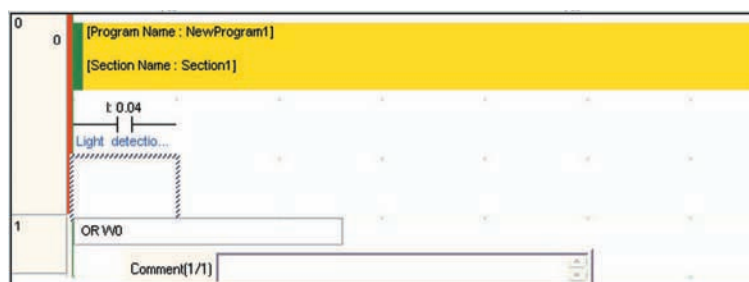 0
0
[Program Name : NewProgram1]
[Section Name : Section1]
I: 0.04
Light detectio...
1
OR W0
Comment(1/1)